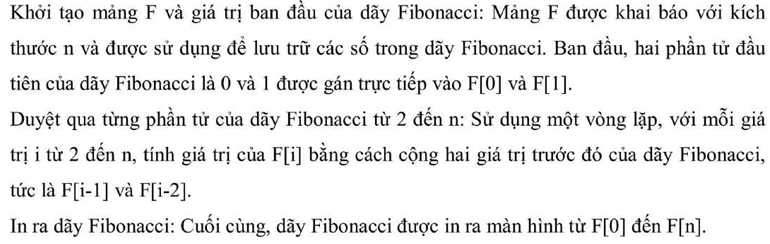 Khởi tạo mảng F và giá trị ban đầu của dãy Fibonacci: Mảng F được khai báo với kích
thước n và được sử dụng để lưu trữ các số trong dãy Fibonacci. Ban đầu, hai phần tử đầu
tiên của dãy Fibonacci là 0 và 1 được gán trực tiếp vào F[0] và F[1].
Duyệt qua từng phần tử của dãy Fibonacci từ 2 đến n: Sử dụng một vòng lặp, với mỗi giá
trị i từ 2 đến n, tính giá trị của F[i] bằng cách cộng hai giá trị trước đó của dãy Fibonacci,
tức là F[i-1] và F[i-2].
In ra dãy Fibonacci: Cuối cùng, dãy Fibonacci được in ra màn hình từ F[0] đến F[n].